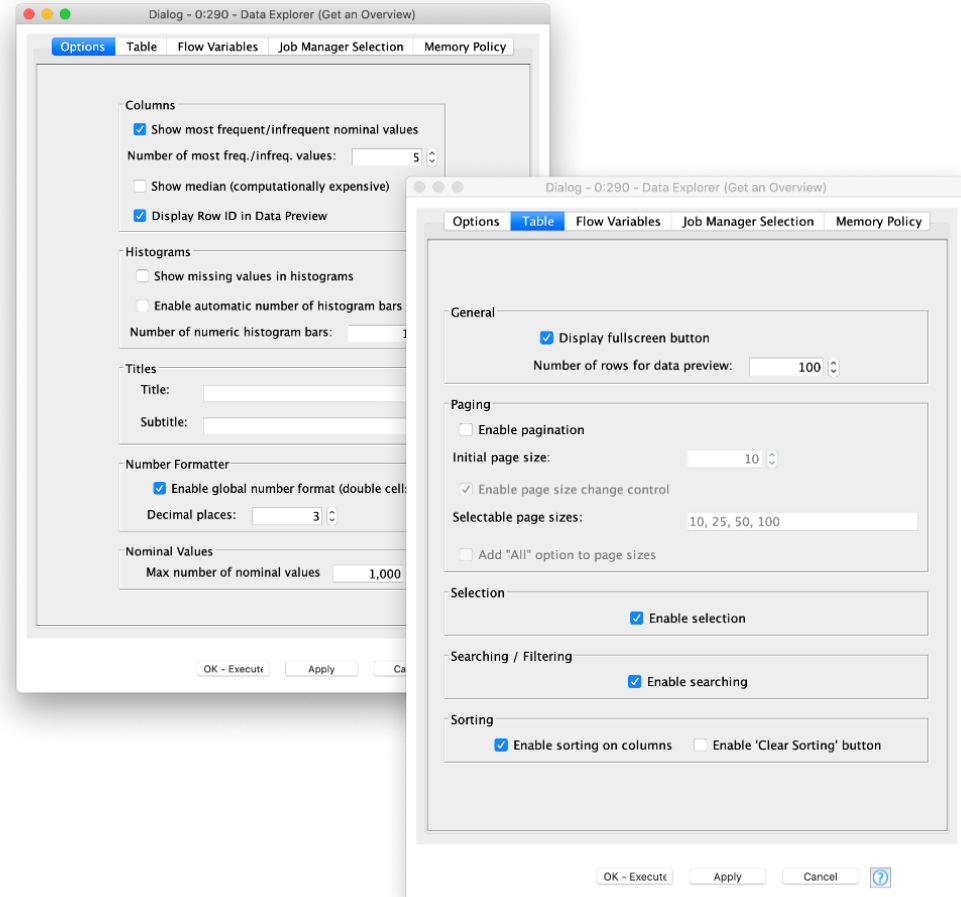 Dialog - 0:290 - Data Explorer (Get an Overview)
Options Table Flow Variables Job Manager Selection Memory Policy
Columns
Show most frequent/infrequent nominal values
Number of most freq./infreq. values: 5
Show median (computationally expensive)
Display Row ID in Data Preview
Histograms
Show missing values in histograms
Enable automatic number of histogram bars
Number of numeric histogram bars:
Titles
Title:
Subtitle:
Number Formatter
Enable global number format (double cells
Decimal places: 3
Nominal Values
Max number of nominal values 1,000
OK - Execute Apply Ca
Dialog - 0:290 - Data Explorer (Get an Overview)
Options Table Flow Variables Job Manager Selection Memory Policy
General
Display fullscreen button
Number of rows for data preview: 100
Paging
Enable pagination
Initial page size: 10
Enable page size change control
Selectable page sizes: 10, 25, 50, 100
Add "All" option to page sizes
Selection
Enable selection
Searching / Filtering
Enable searching
Sorting
Enable sorting on columns Enable 'Clear Sorting' button
OK - Execute Apply Cancel ?